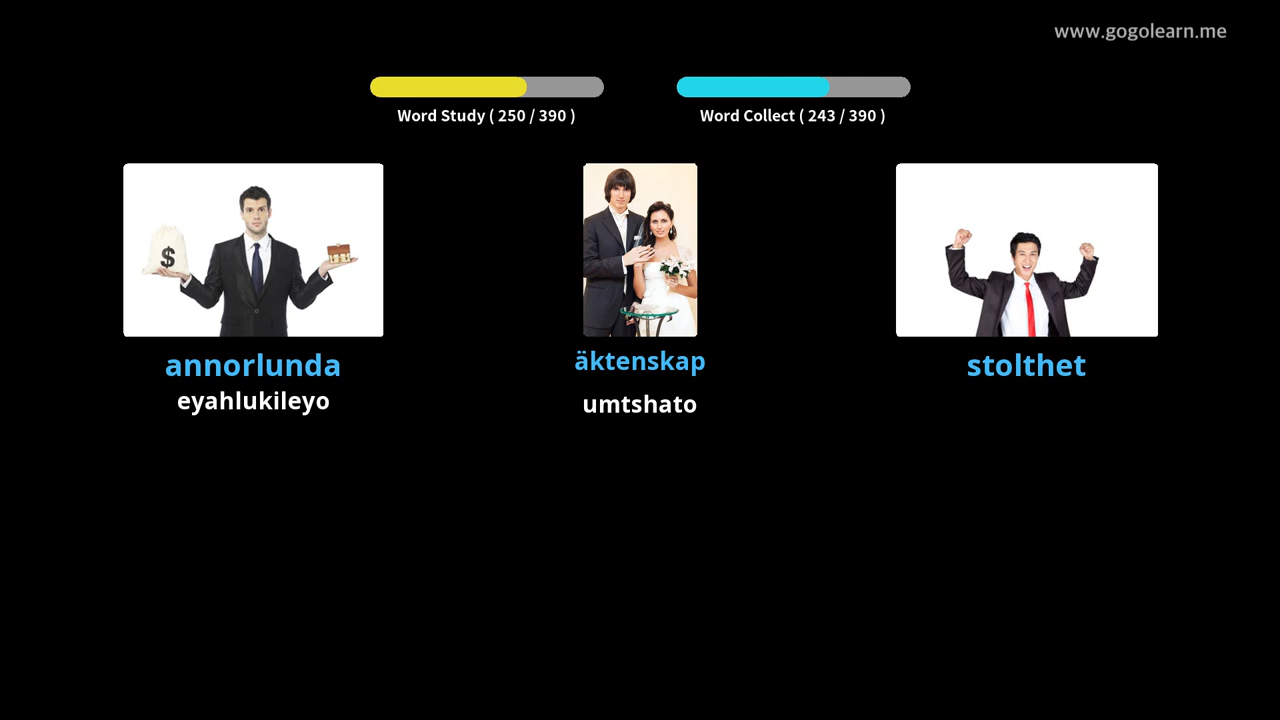 www.gogolearn.me
Word Study ( 250 / 390 )
Word Collect ( 243 / 390 )
$
annorlunda
äktenskap
stolthet
eyahlukileyo
umtshato